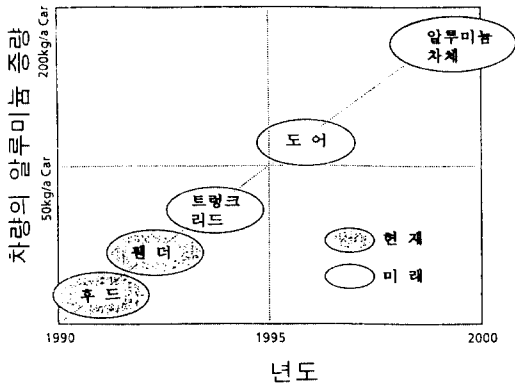 차량의 알루미늄 중량
200kg/a Car
50kg/a Car
알루미늄
차체
도 어
트렁크
리드
휀 더
후 드
현 재
미 래
1990
1995
2000
년도